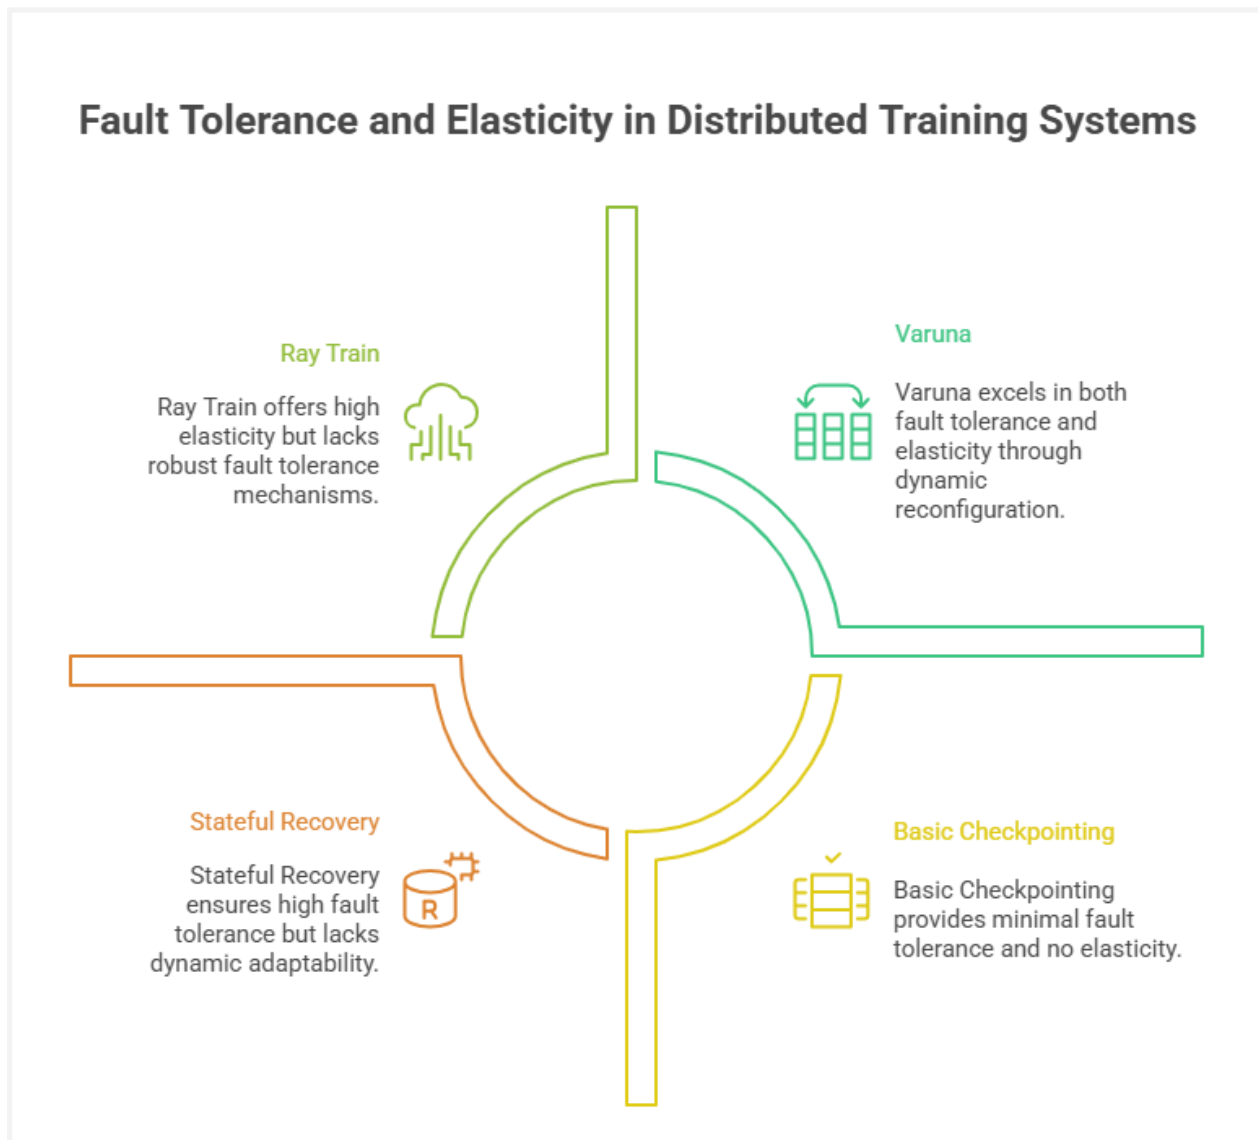 Fault Tolerance and Elasticity in Distributed Training Systems
Ray Train
Ray Train offers high
elasticity but lacks
robust fault tolerance
mechanisms.
Varuna
Varuna excels in both
fault tolerance and
elasticity through
dynamic
reconfiguration.
Stateful Recovery
Stateful Recovery
ensures high fault
tolerance but lacks
dynamic adaptability.
R
Basic Checkpointing
Basic Checkpointing
provides minimal fault
tolerance and no elasticity.